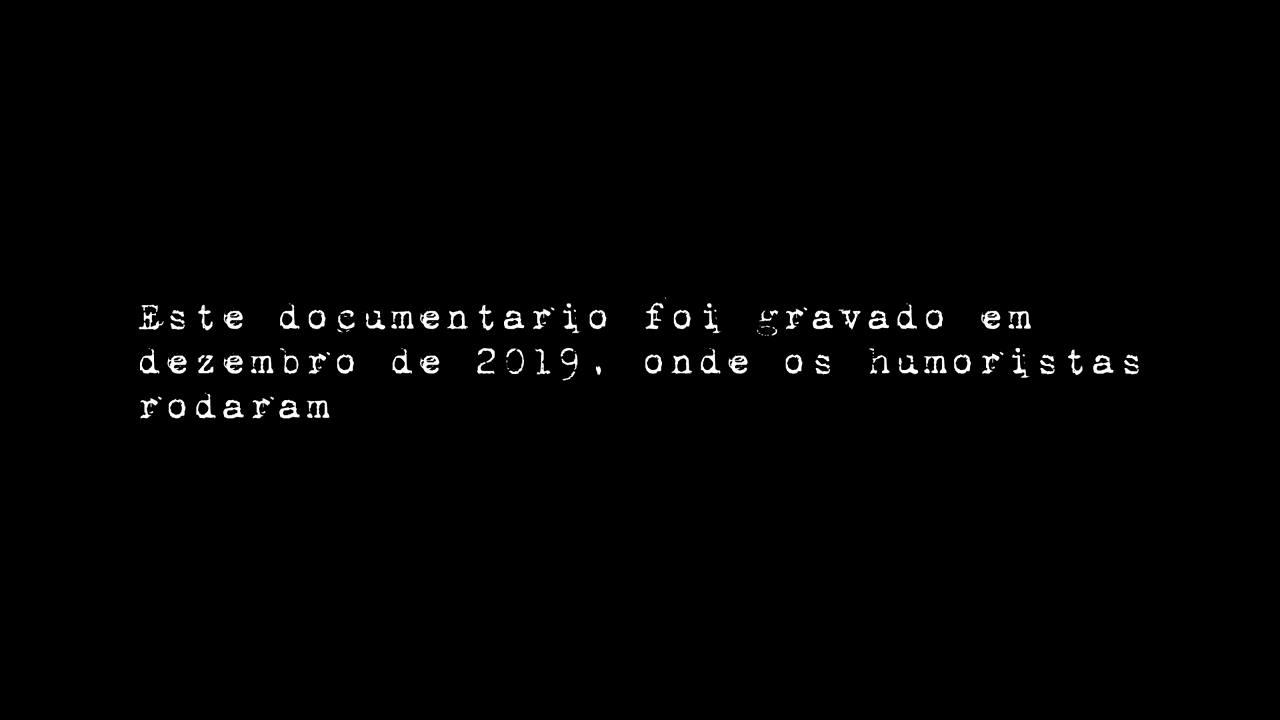 Este documentario foi gravado em
dezembro de 2019, onde os humoristas
rodaram